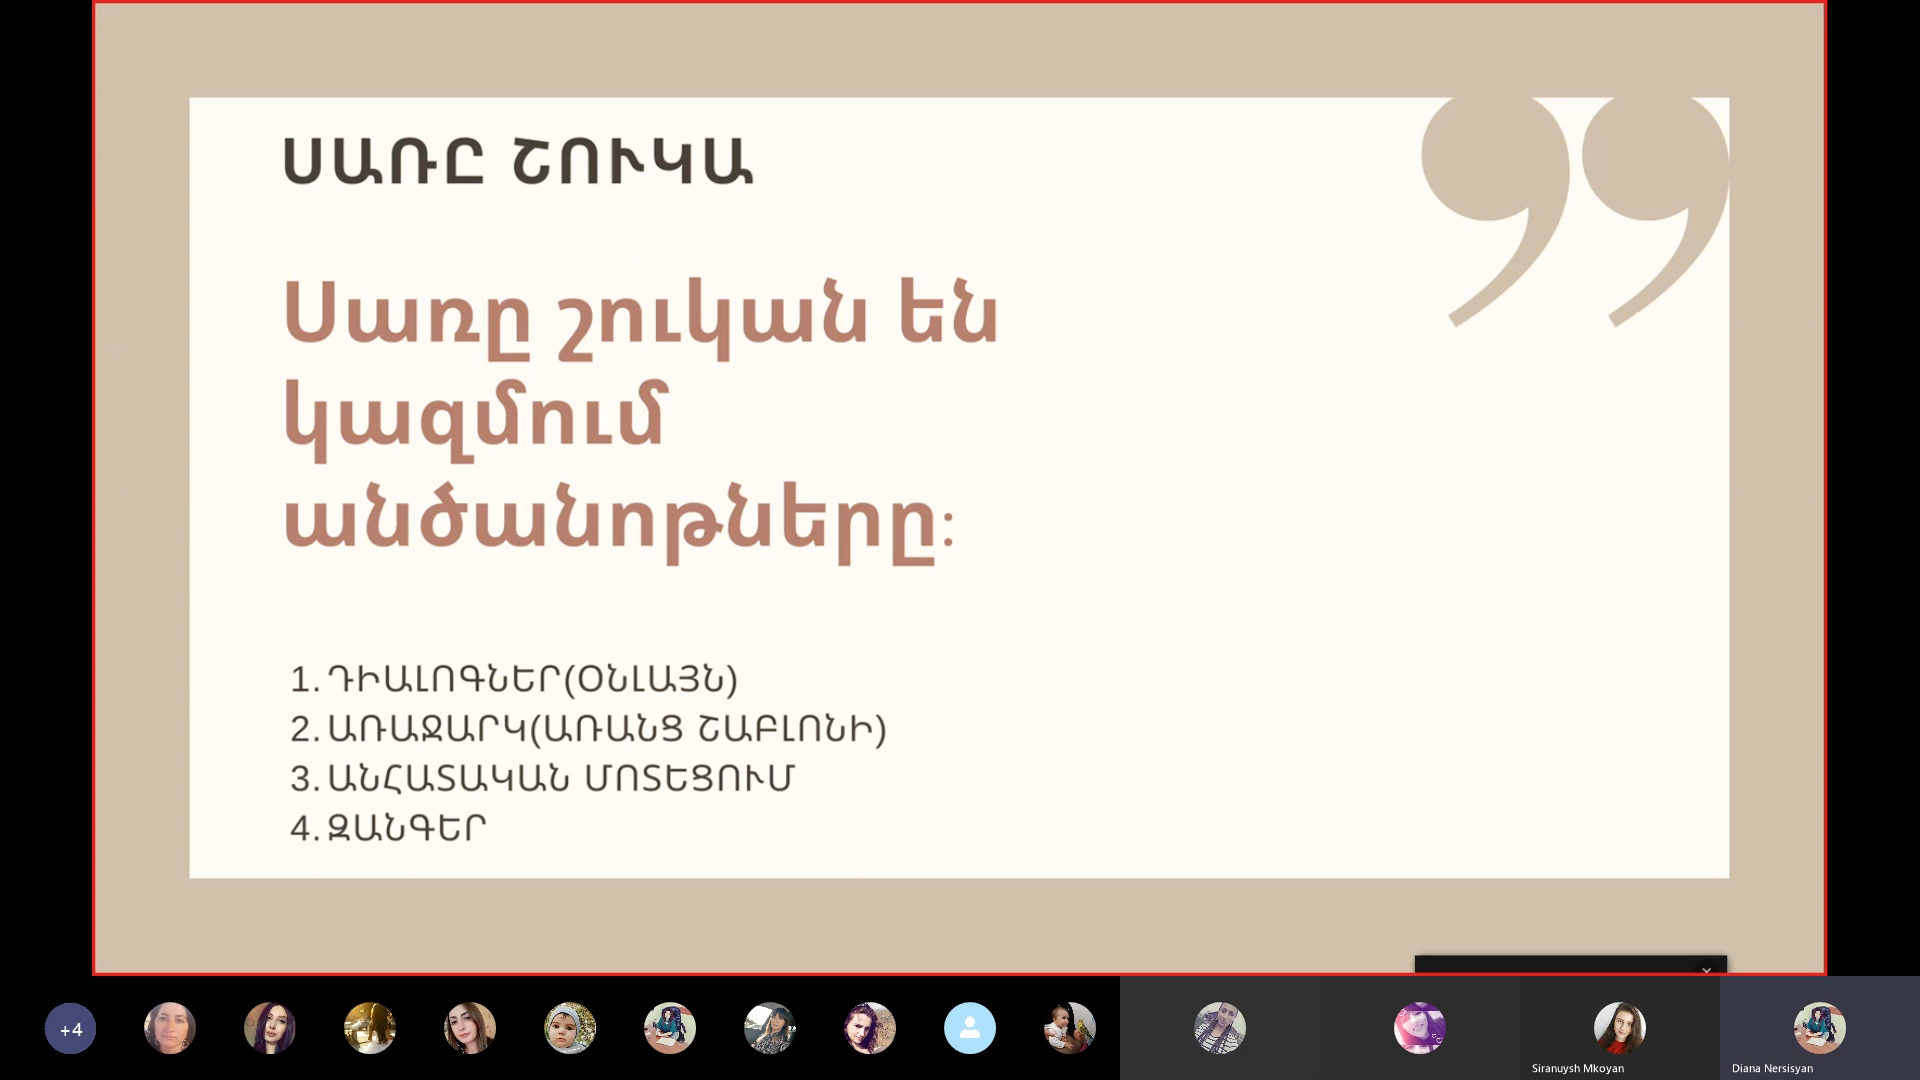 ՍԱՌԸ ՇՈՒԿԱ
Սառը շուկան են
կազմում
անծանոթները:
1. ԴԻԱԼՈԳՆԵՐ(ՕՆԼԱՅՆ)
2. ԱՌԱՋԱՐԿ(ԱՌԱՆՑ ՇԱԲԼՈՆԻ)
3. ԱՆՀԱՏԱԿԱՆ ՄՈՏԵՑՈՒՄ
4. ԶԱՆԳԵՐ
+4
Siranuysh Mkoyan
Diana Nersisyan